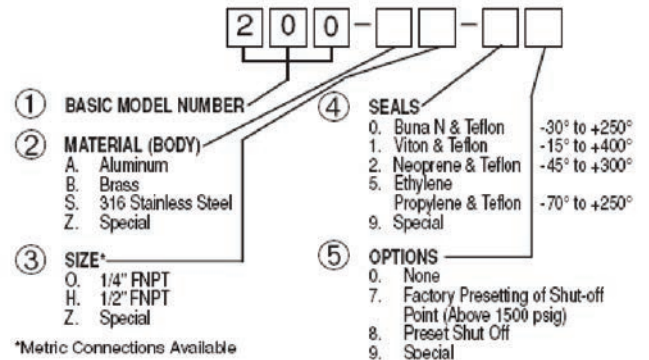 2 0 0 - -
① BASIC MODEL NUMBER
② MATERIAL (BODY)
A. Aluminum
B. Brass
S. 316 Stainless Steel
Z. Special
③ SIZE*
O. 1/4" FNPT
H. 1/2" FNPT
Z. Special
*Metric Connections Available
④ SEALS
0. Buna N & Teflon -30° to +250°
1. Viton & Teflon -15° to +400°
2. Neoprene & Teflon -45° to +300°
5. Ethylene
Propylene & Teflon -70° to +250°
9. Special
⑤ OPTIONS
0. None
7. Factory Presetting of Shut-off
Point (Above 1500 psig)
8. Preset Shut Off
9. Special